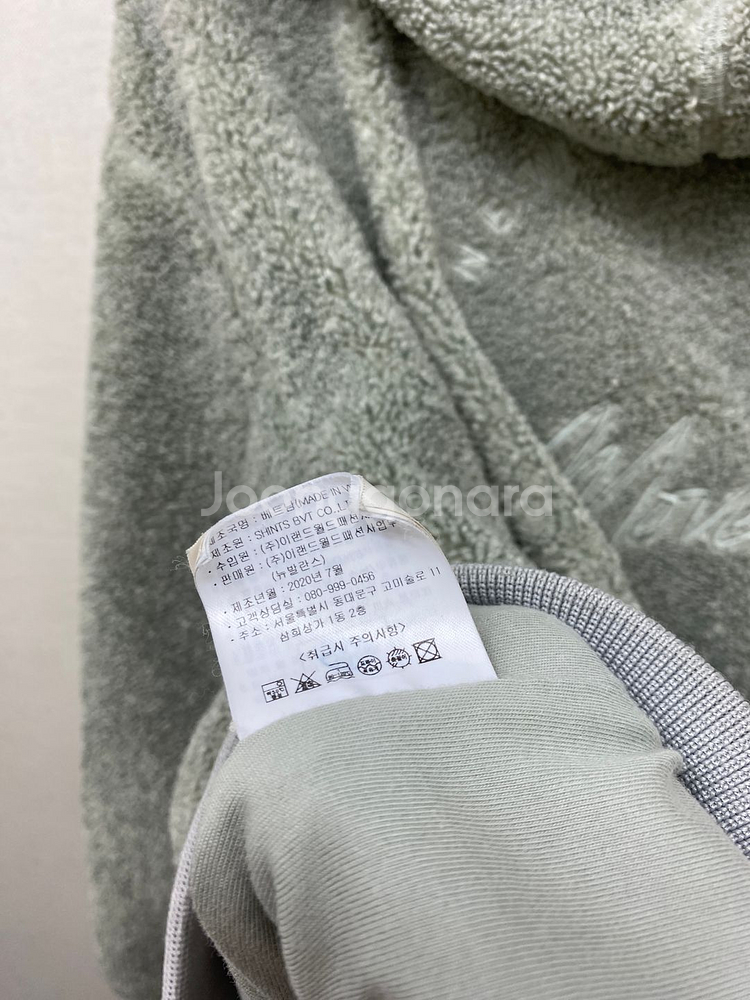 제조국명 : 베트남(MADE IN V
· 제조원 : SHINTS BVT CO.,LT
· 수입원 : (주)이랜드월드패션사
· 판매원 : (주)이랜드월드패션사업부
(뉴발란스)
· 제조년월 : 2020년 7월
· 고객상담실 : 080-999-0456
· 주소 : 서울특별시 동대문구 고미술로 11
삼희상가 1동 2층
<취급시 주의사항>